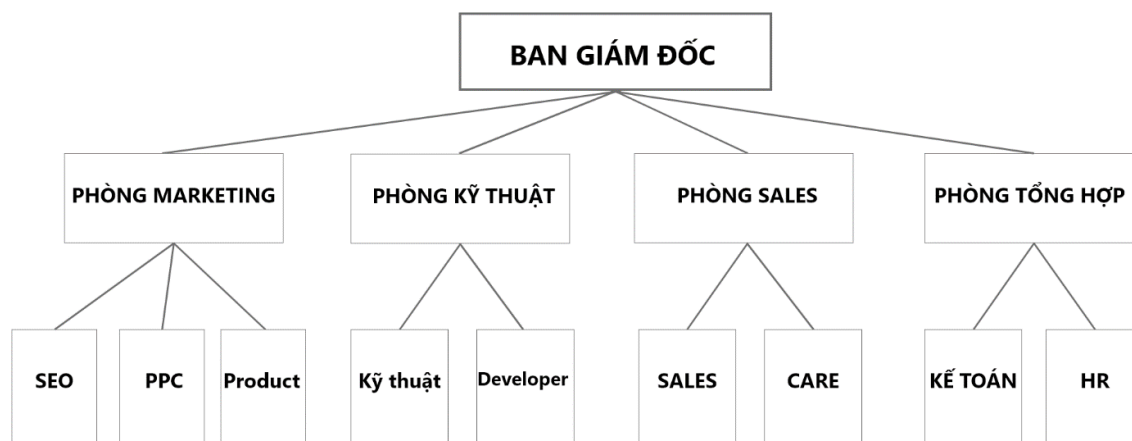 BAN GIÁM ĐỐC
PHÒNG MARKETING
PHÒNG KỸ THUẬT
PHÒNG SALES
PHÒNG TỔNG HỢP
SEO
PPC
Product
Kỹ thuật
Developer
SALES
CARE
KẾ TOÁN
HR